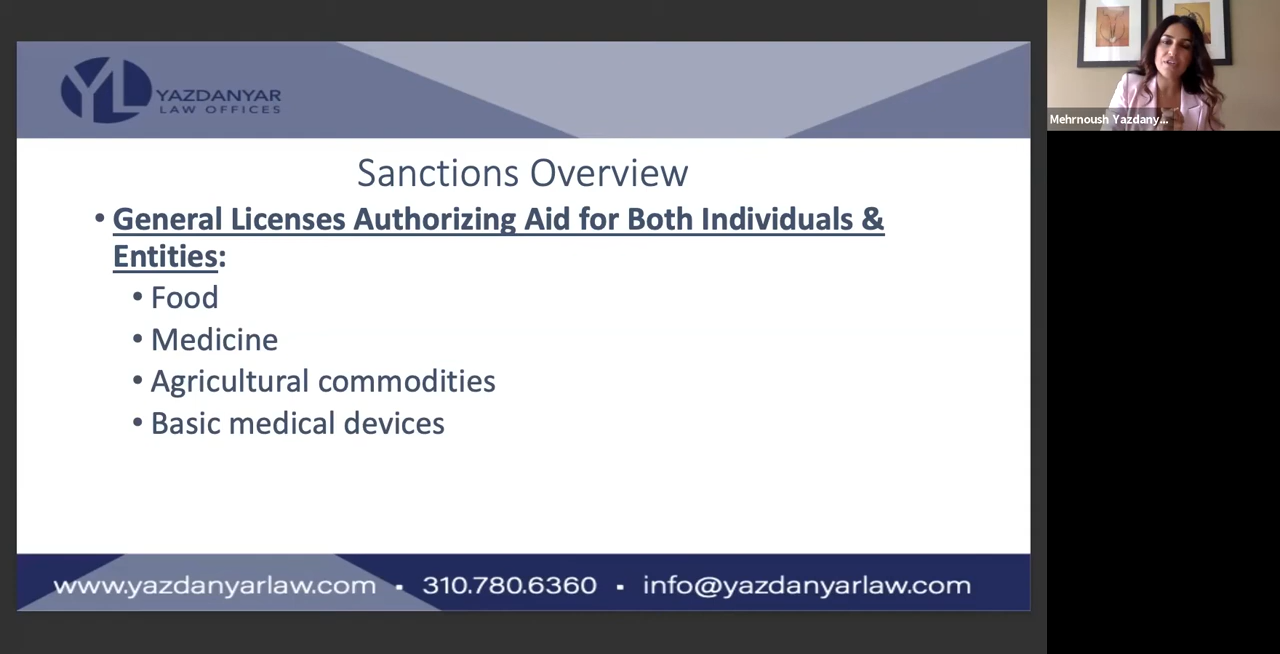 YL YAZDANYAR
LAW OFFICES
Sanctions Overview
• General Licenses Authorizing Aid for Both Individuals &
Entities:
• Food
• Medicine
• Agricultural commodities
• Basic medical devices
www.yazdanyarlaw.com ▪ 310.780.6360 ▪ info@yazdanyarlaw.com
Mehrnoush Yazdany...